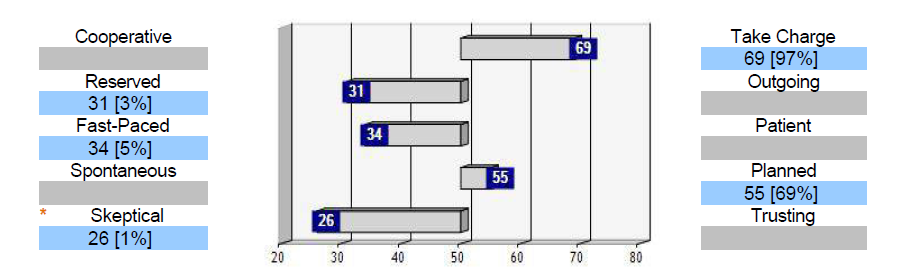 Cooperative
69
Take Charge
69 [97%]
Reserved
31 [3%]
31
Outgoing
Fast-Paced
34 [5%]
34
Patient
Spontaneous
55
Planned
55 [69%]
* Skeptical
26 [1%]
26
Trusting
20 30 40 50 60 70 80